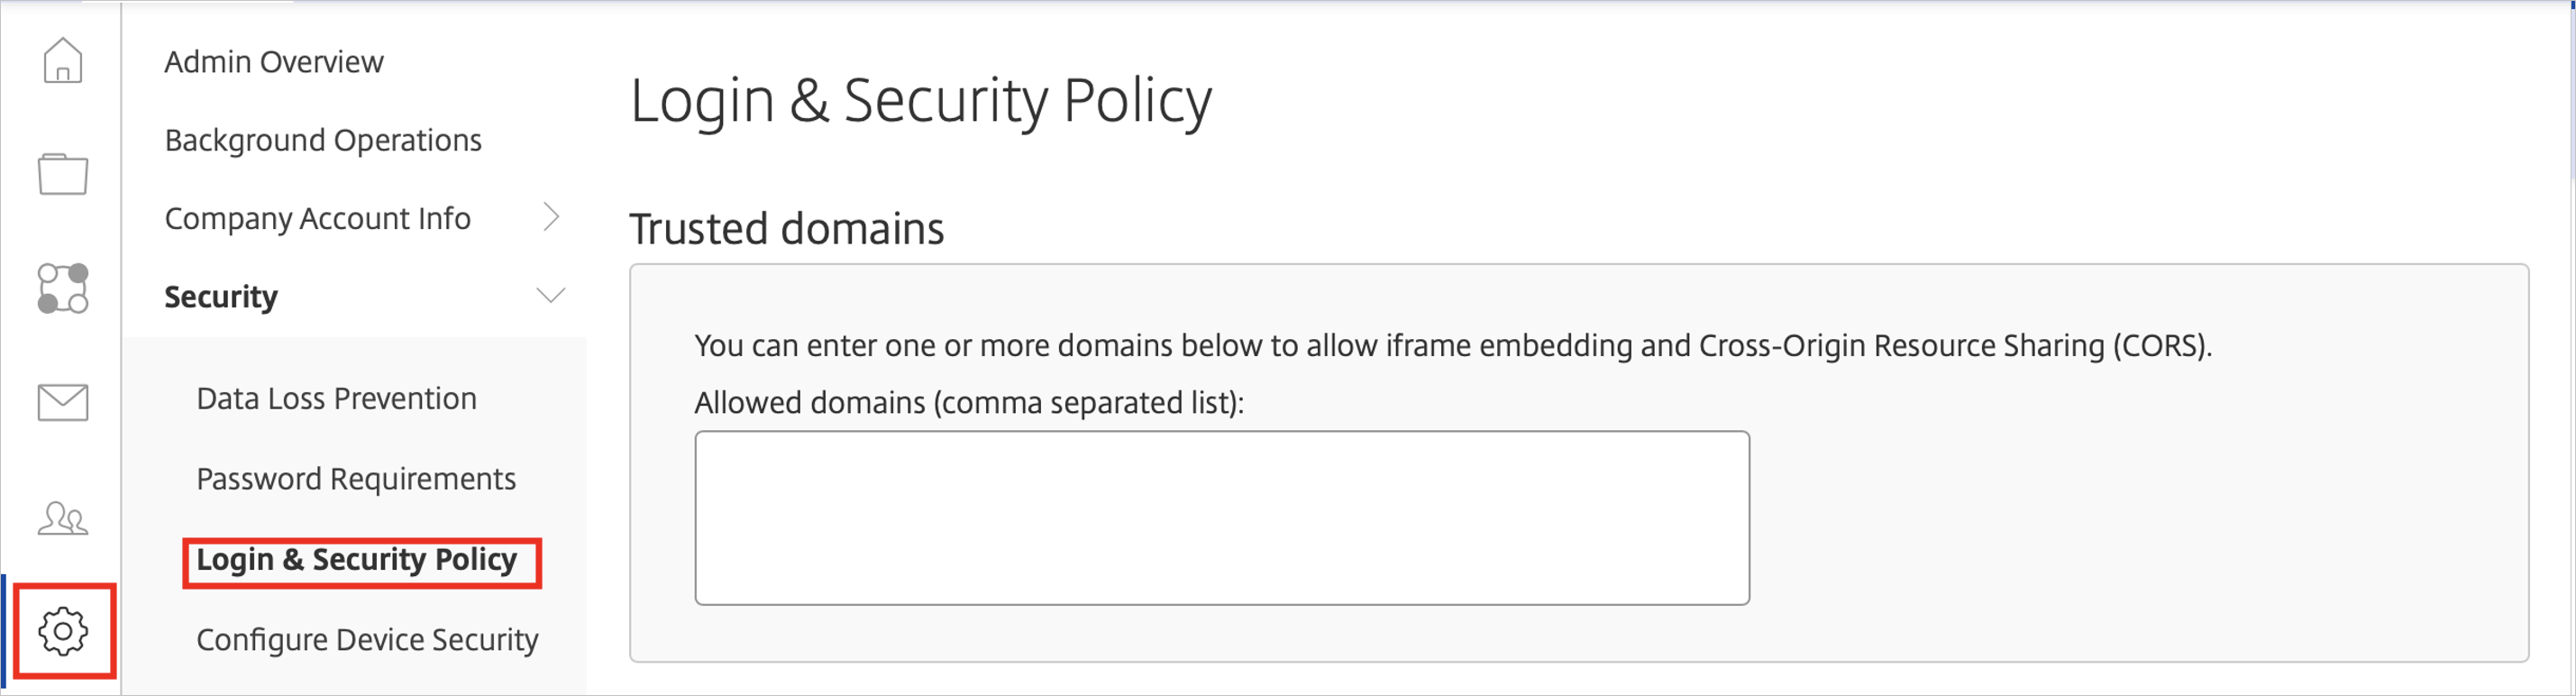 Admin Overview
Background Operations
Company Account Info
Security
Data Loss Prevention
Password Requirements
Login & Security Policy
Configure Device Security
Login & Security Policy
Trusted domains
You can enter one or more domains below to allow iframe embedding and Cross-Origin Resource Sharing (CORS).
Allowed domains (comma separated list):